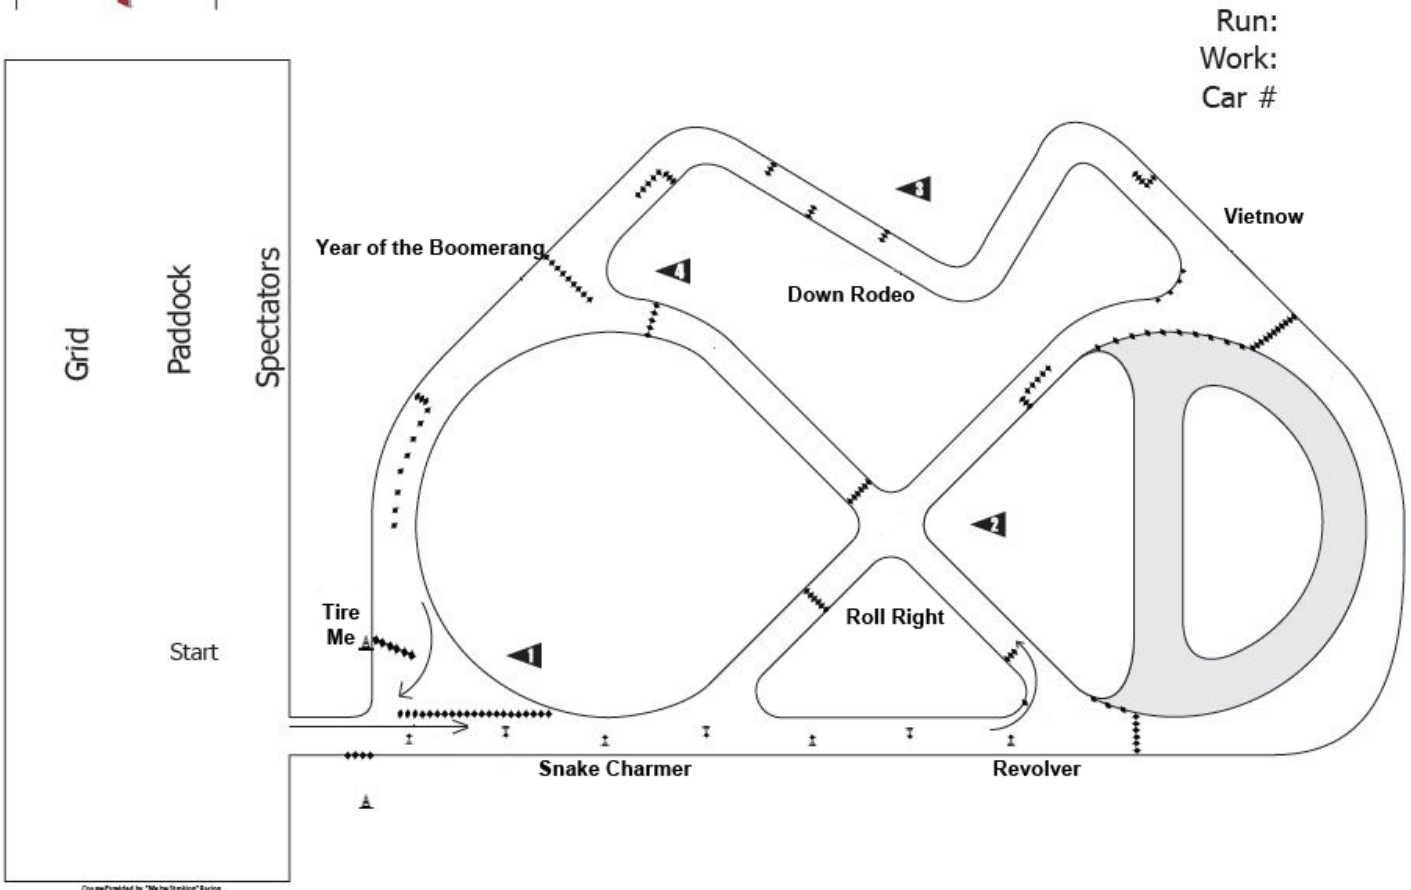 Run:
Work:
Car #
Grid
Paddock
Spectators
3
Vietnow
Year of the Boomerang
4
Down Rodeo
2
Tire
Me
Roll Right
Start
1
Snake Charmer
Revolver